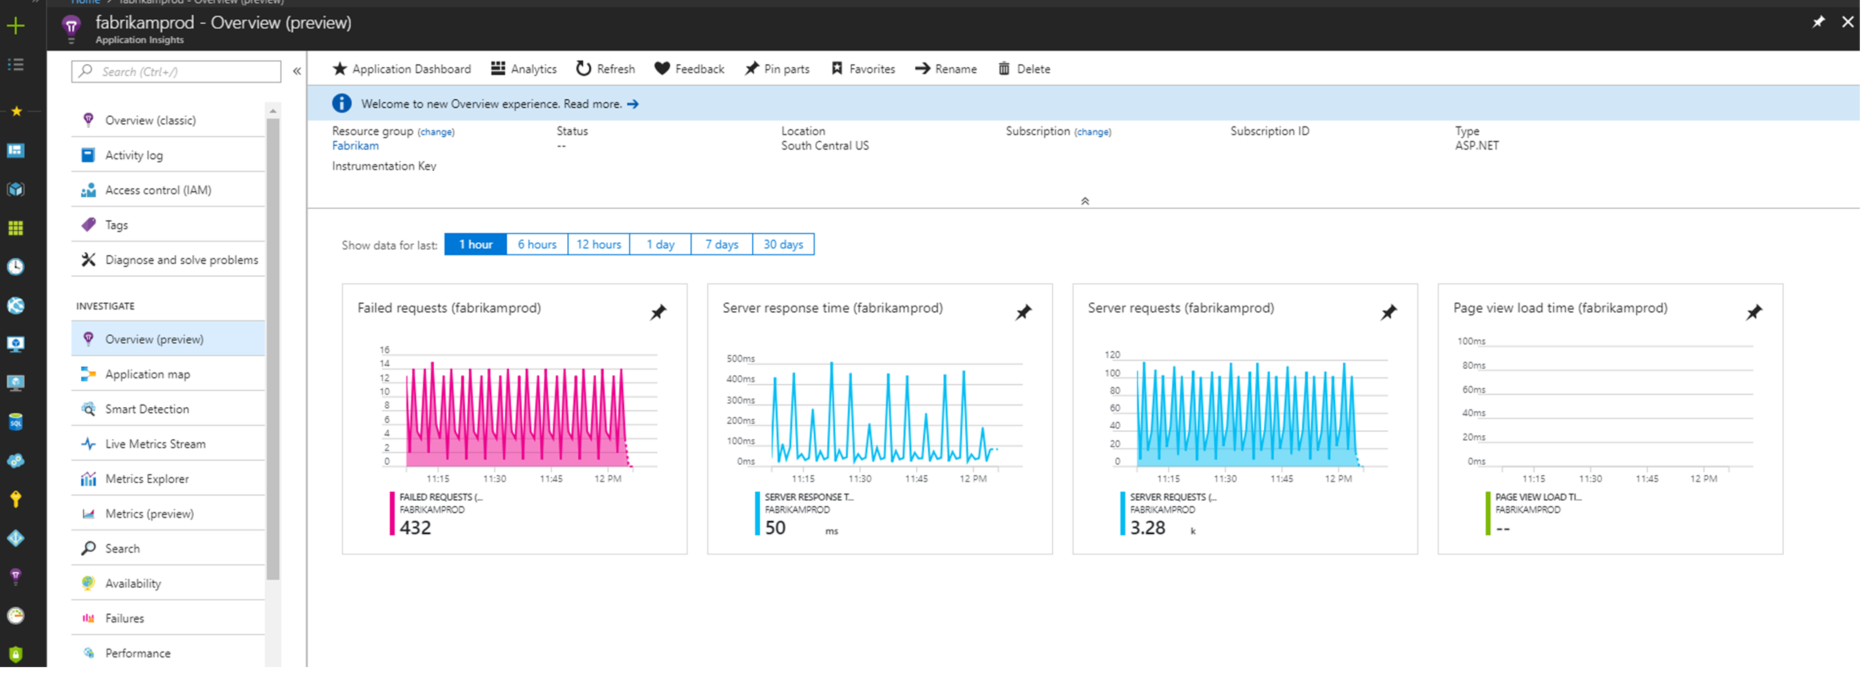 Home > fabrikamprod - Overview (preview)
fabrikamprod - Overview (preview)
Application Insights
Search (Ctrl+/)
Overview (classic)
Activity log
Access control (IAM)
Tags
Diagnose and solve problems
INVESTIGATE
Overview (preview)
Application map
Smart Detection
Live Metrics Stream
Metrics Explorer
Metrics (preview)
Search
Availability
Failures
Performance
SQL
Application Dashboard Analytics Refresh Feedback Pin parts Favorites Rename Delete
Welcome to new Overview experience. Read more. →
Resource group (change) Status Location Subscription (change) Subscription ID Type
Fabrikam -- South Central US ASP.NET
Instrumentation Key
Show data for last: 1 hour 6 hours 12 hours 1 day 7 days 30 days
Failed requests (fabrikamprod)
16
14
12
10
8
6
4
2
0
11:15 11:30 11:45 12 PM
FAILED REQUESTS (...
FABRIKAMPROD
432
Server response time (fabrikamprod)
500ms
400ms
300ms
200ms
100ms
0ms
11:15 11:30 11:45 12 PM
SERVER RESPONSE T...
FABRIKAMPROD
50 ms
Server requests (fabrikamprod)
120
100
80
60
40
20
0
11:15 11:30 11:45 12 PM
SERVER REQUESTS (...
FABRIKAMPROD
3.28 k
Page view load time (fabrikamprod)
100ms
80ms
60ms
40ms
20ms
0ms
11:15 11:30 11:45 12 PM
PAGE VIEW LOAD TI...
FABRIKAMPROD
--